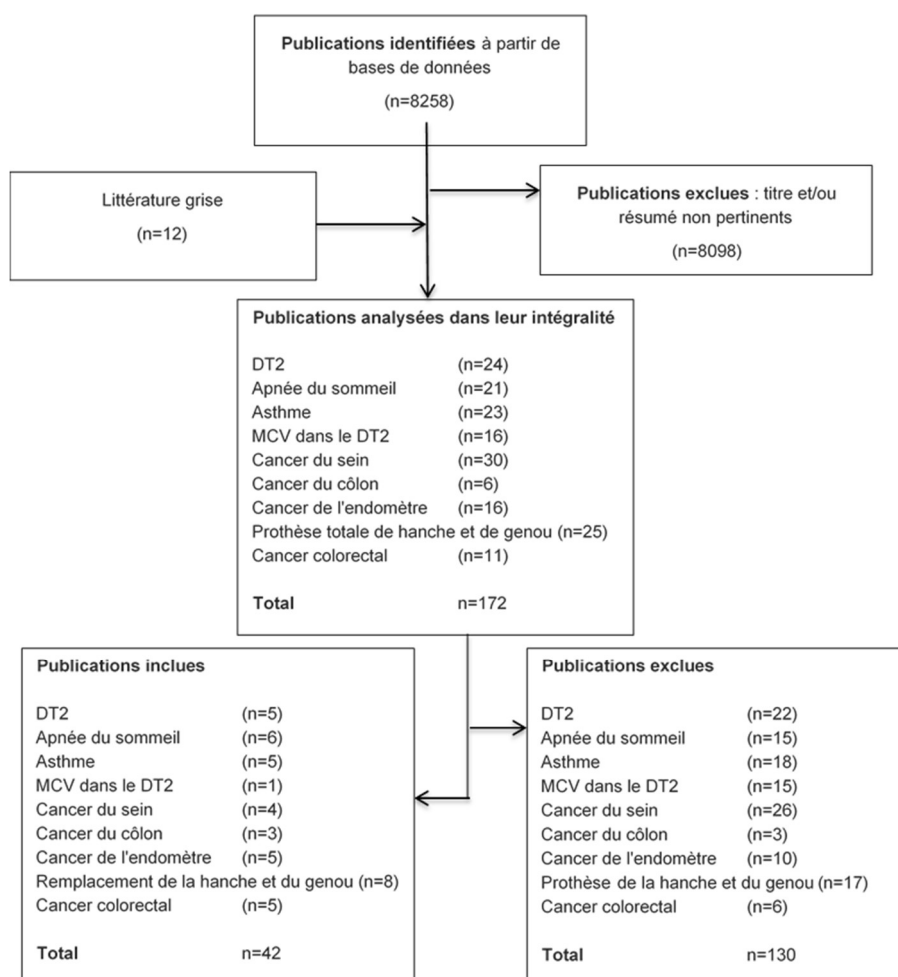 Publications identifiées à partir de
bases de données
(n=8258)
Littérature grise
(n=12)
Publications exclues : titre et/ou
résumé non pertinents
(n=8098)
Publications analysées dans leur intégralité
DT2 (n=24)
Apnée du sommeil (n=21)
Asthme (n=23)
MCV dans le DT2 (n=16)
Cancer du sein (n=30)
Cancer du côlon (n=6)
Cancer de l'endomètre (n=16)
Prothèse totale de hanche et de genou (n=25)
Cancer colorectal (n=11)
Total n=172
Publications inclues
DT2 (n=5)
Apnée du sommeil (n=6)
Asthme (n=5)
MCV dans le DT2 (n=1)
Cancer du sein (n=4)
Cancer du côlon (n=3)
Cancer de l'endomètre (n=5)
Remplacement de la hanche et du genou (n=8)
Cancer colorectal (n=5)
Total n=42
Publications exclues
DT2 (n=22)
Apnée du sommeil (n=15)
Asthme (n=18)
MCV dans le DT2 (n=15)
Cancer du sein (n=26)
Cancer du côlon (n=3)
Cancer de l'endomètre (n=10)
Prothèse de la hanche et du genou (n=17)
Cancer colorectal (n=6)
Total n=130